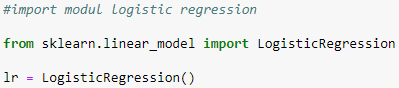 #import modul logistic regression
from sklearn.linear_model import LogisticRegression
lr = LogisticRegression()